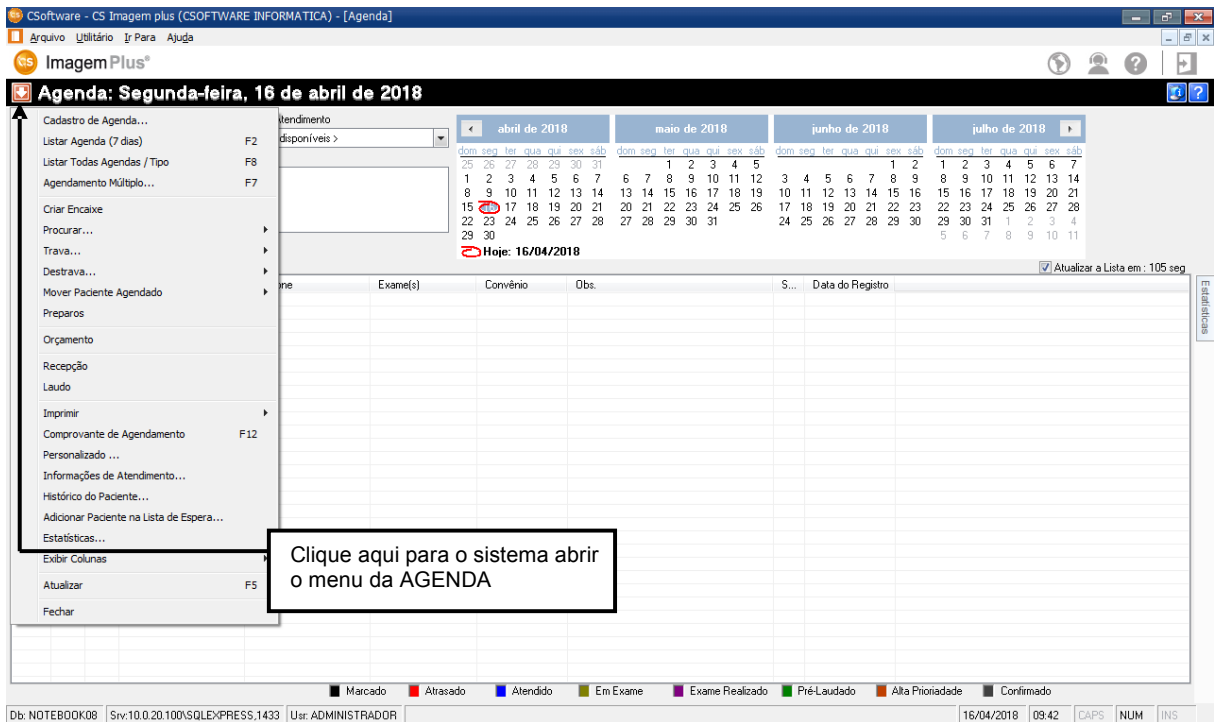 CSoftware - CS Imagem plus (CSOFTWARE INFORMATICA) - [Agenda]
Arquivo Utilitário Ir Para Ajuda
CS ImagemPlus®
Agenda: Segunda-feira, 16 de abril de 2018
Cadastro de Agenda...
Listar Agenda (7 dias) F2
Listar Todas Agendas / Tipo F8
Agendamento Múltiplo... F7
Criar Encaixe
Procurar...
Trava...
Destrava...
Mover Paciente Agendado
Preparos
Orçamento
Recepção
Laudo
Imprimir
Comprovante de Agendamento F12
Personalizado ...
Informações de Atendimento...
Histórico do Paciente...
Adicionar Paciente na Lista de Espera...
Estatísticas...
Exibir Colunas
Atualizar F5
Fechar
tendimento
disponíveis >
abril de 2018 maio de 2018 junho de 2018 julho de 2018
dom seg ter qua qui sex sáb dom seg ter qua qui sex sáb dom seg ter qua qui sex sáb dom seg ter qua qui sex sáb
25 26 27 28 29 30 31 1 2 3 4 5 1 2 1 2 3 4 5 6 7
1 2 3 4 5 6 7 6 7 8 9 10 11 12 3 4 5 6 7 8 9 8 9 10 11 12 13 14
8 9 10 11 12 13 14 13 14 15 16 17 18 19 10 11 12 13 14 15 16 15 16 17 18 19 20 21
15 17 18 19 20 21 20 21 22 23 24 25 26 17 18 19 20 21 22 23 22 23 24 25 26 27 28
22 23 24 25 26 27 28 27 28 29 30 31 24 25 26 27 28 29 30 29 30 31 1 2 3 4
29 30 5 6 7 8 9 10 11
Hoje: 16/04/2018
Atualizar a Lista em : 105 seg
one Exame(s) Convênio Obs. S... Data do Registro
Estatísticas
Clique aqui para o sistema abrir
o menu da AGENDA
Marcado Atrasado Atendido Em Exame Exame Realizado Pré-Laudado Alta Prioriadade Confirmado
Db: NOTEBOOK08 Srv:10.0.20.100\SQLEXPRESS,1433 Usr: ADMINISTRADOR 16/04/2018 09:42 CAPS NUM INS